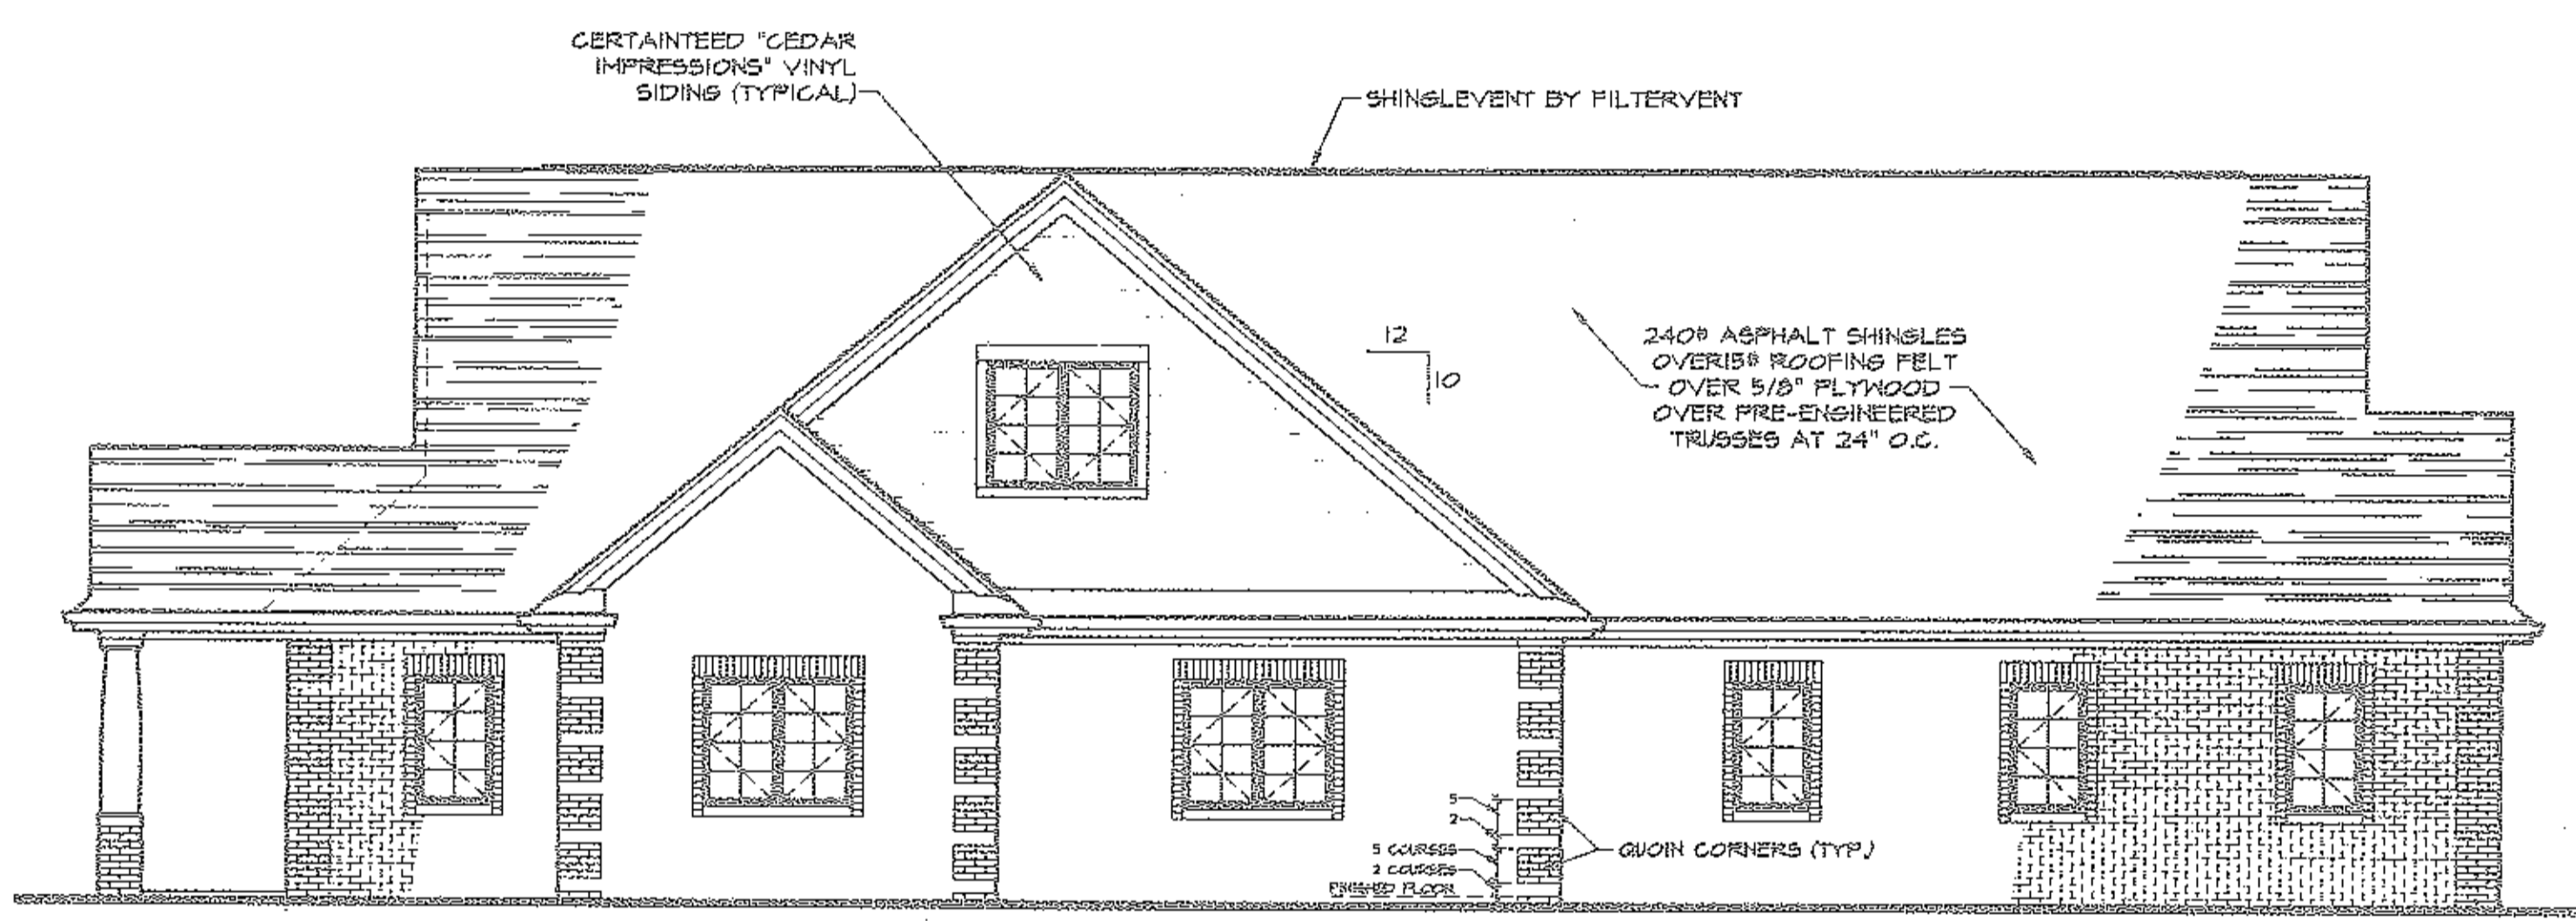 CERTAINTEED "CEDAR
IMPRESSIONS" VINYL
SIDING (TYPICAL)
SHINGLEVENT BY FILTERVENT
12
10
240# ASPHALT SHINGLES
OVER15# ROOFING FELT
OVER 5/8" PLYWOOD
OVER PRE-ENGINEERED
TRUSSES AT 24" O.C.
5
2
5 COURSES
2 COURSES
FINISHED FLOOR
QUOIN CORNERS (TYP.)